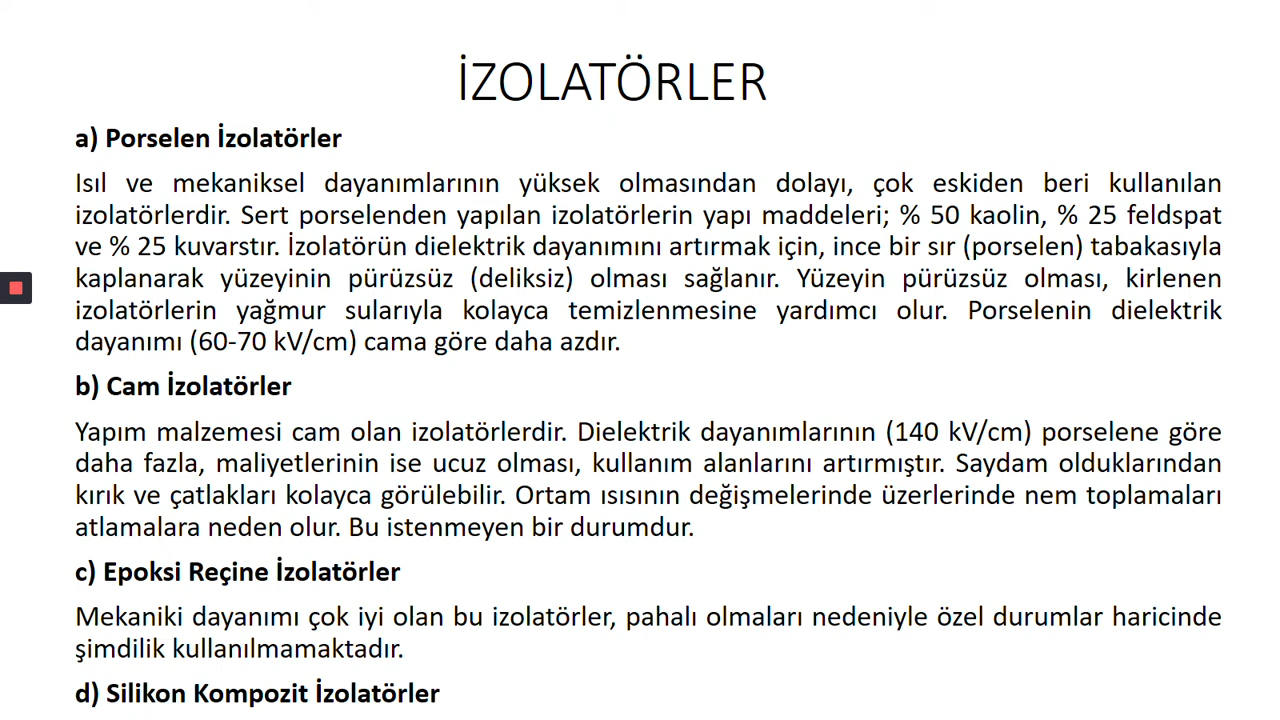 İZOLATÖRLER
a) Porselen İzolatörler
Isıl ve mekaniksel dayanımlarının yüksek olmasından dolayı, çok eskiden beri kullanılan
izolatörlerdir. Sert porselenden yapılan izolatörlerin yapı maddeleri; % 50 kaolin, % 25 feldspat
ve % 25 kuvarstır. İzolatörün dielektrik dayanımını artırmak için, ince bir sır (porselen) tabakasıyla
kaplanarak yüzeyinin pürüzsüz (deliksiz) olması sağlanır. Yüzeyin pürüzsüz olması, kirlenen
izolatörlerin yağmur sularıyla kolayca temizlenmesine yardımcı olur. Porselenin dielektrik
dayanımı (60-70 kV/cm) cama göre daha azdır.
b) Cam İzolatörler
Yapım malzemesi cam olan izolatörlerdir. Dielektrik dayanımlarının (140 kV/cm) porselene göre
daha fazla, maliyetlerinin ise ucuz olması, kullanım alanlarını artırmıştır. Saydam olduklarından
kırık ve çatlakları kolayca görülebilir. Ortam ısısının değişmelerinde üzerlerinde nem toplamaları
atlamalara neden olur. Bu istenmeyen bir durumdur.
c) Epoksi Reçine İzolatörler
Mekaniki dayanımı çok iyi olan bu izolatörler, pahalı olmaları nedeniyle özel durumlar haricinde
şimdilik kullanılmamaktadır.
d) Silikon Kompozit İzolatörler